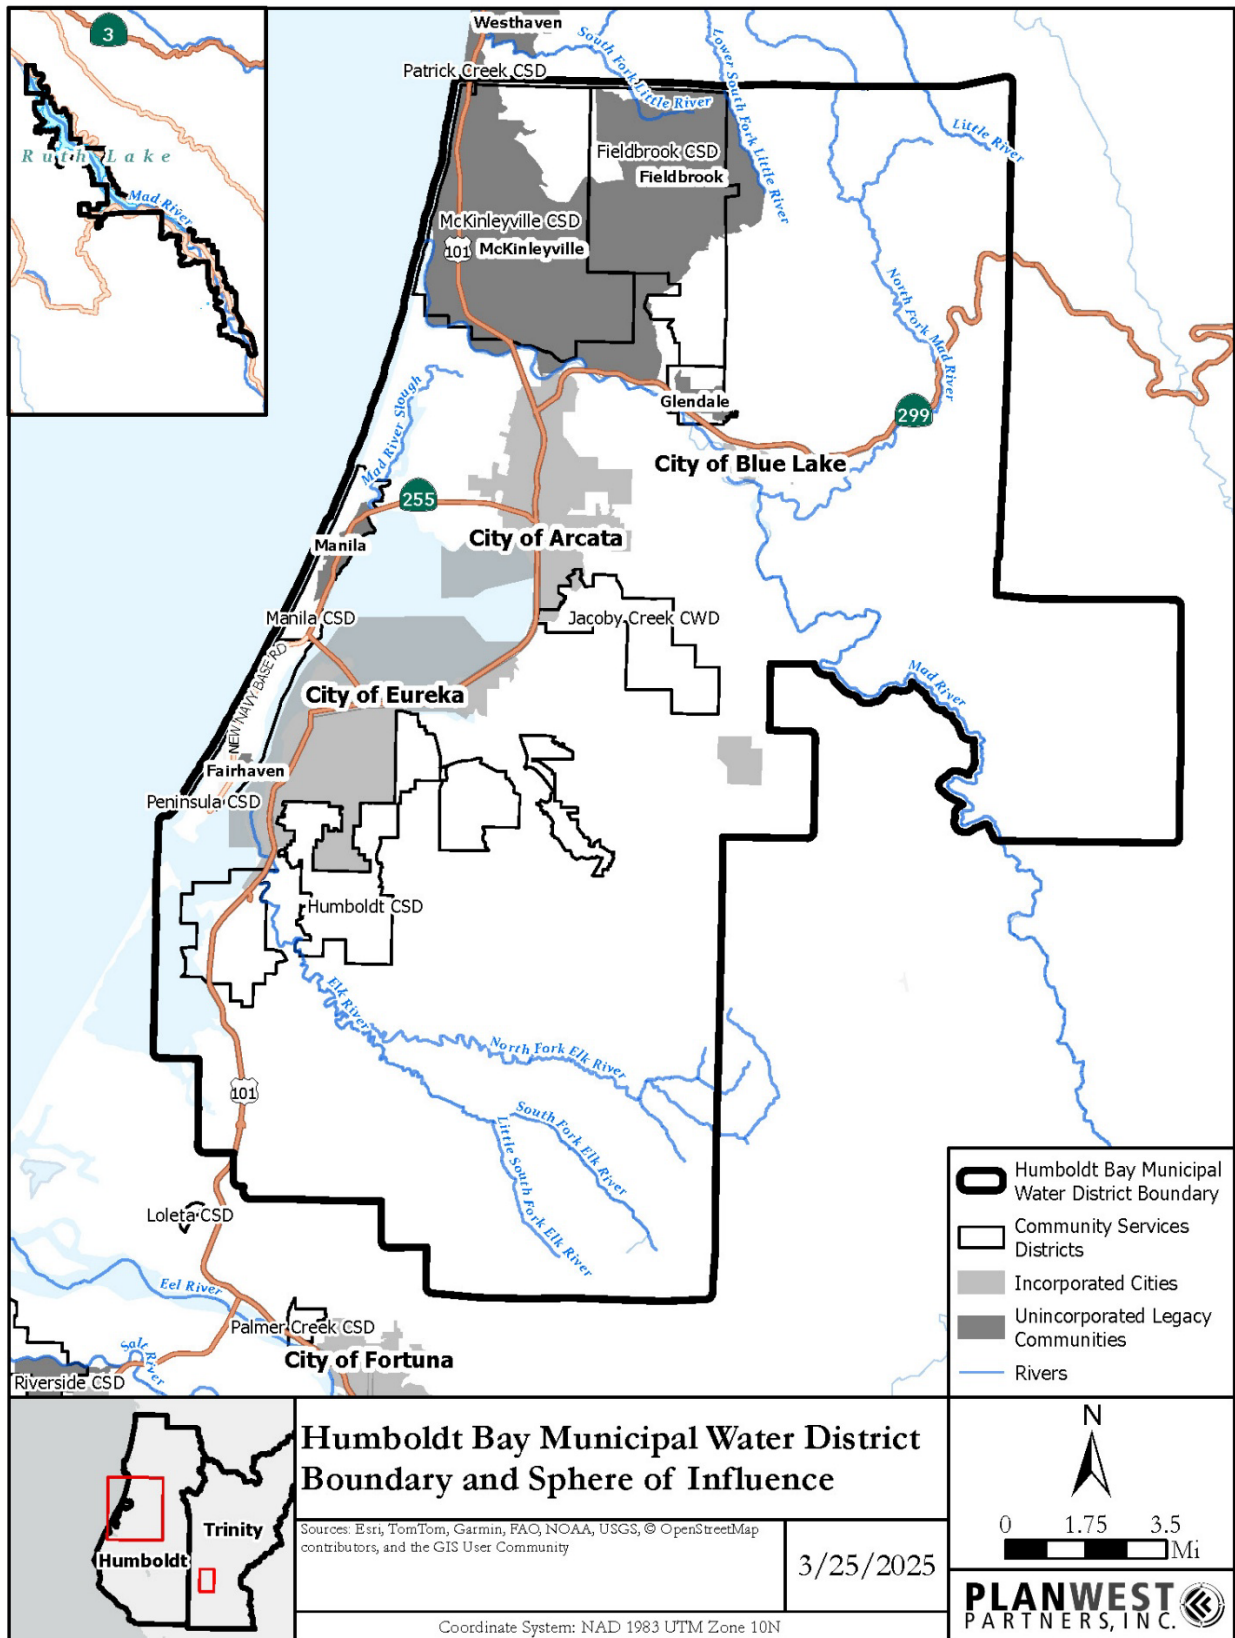 3
Ruth Lake
Mad River
Westhaven
Patrick Creek CSD
South Fork Little River
Lower South Fork Little River
Little River
Fieldbrook CSD
Fieldbrook
McKinleyville CSD
101
McKinleyville
North Fork Mad River
Mad River Slough
Glendale
299
City of Blue Lake
255
City of Arcata
Manila
Manila CSD
Jacoby Creek CWD
NEW NAVY BASE RD
City of Eureka
Mad River
Fairhaven
Peninsula CSD
Humboldt CSD
Elk River
North Fork Elk River
101
South Fork Elk River
Little South Fork Elk River
Loleta CSD
Eel River
Palmer Creek CSD
Salt River
City of Fortuna
Riverside CSD
Humboldt Bay Municipal
Water District Boundary
Community Services
Districts
Incorporated Cities
Unincorporated Legacy
Communities
Rivers
Trinity
Humboldt
Humboldt Bay Municipal Water District
Boundary and Sphere of Influence
Sources: Esri, TomTom, Garmin, FAO, NOAA, USGS, © OpenStreetMap
contributors, and the GIS User Community
3/25/2025
Coordinate System: NAD 1983 UTM Zone 10N
N
0 1.75 3.5
Mi
PLANWEST
PARTNERS, INC.